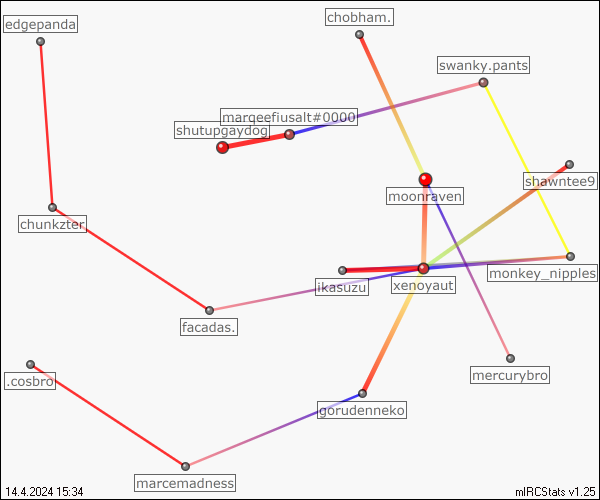 edgepanda
chobham.
swanky.pants
marqeefiusalt#0000
shutupgaydog
shawntee9
moonraven
chunkzter
monkey_nipples
ikasuzu
xenoyaut
facadas.
mercurybro
.cosbro
gorudenneko
marcemadness
14.4.2024 15:34
mIRCStats v1.25